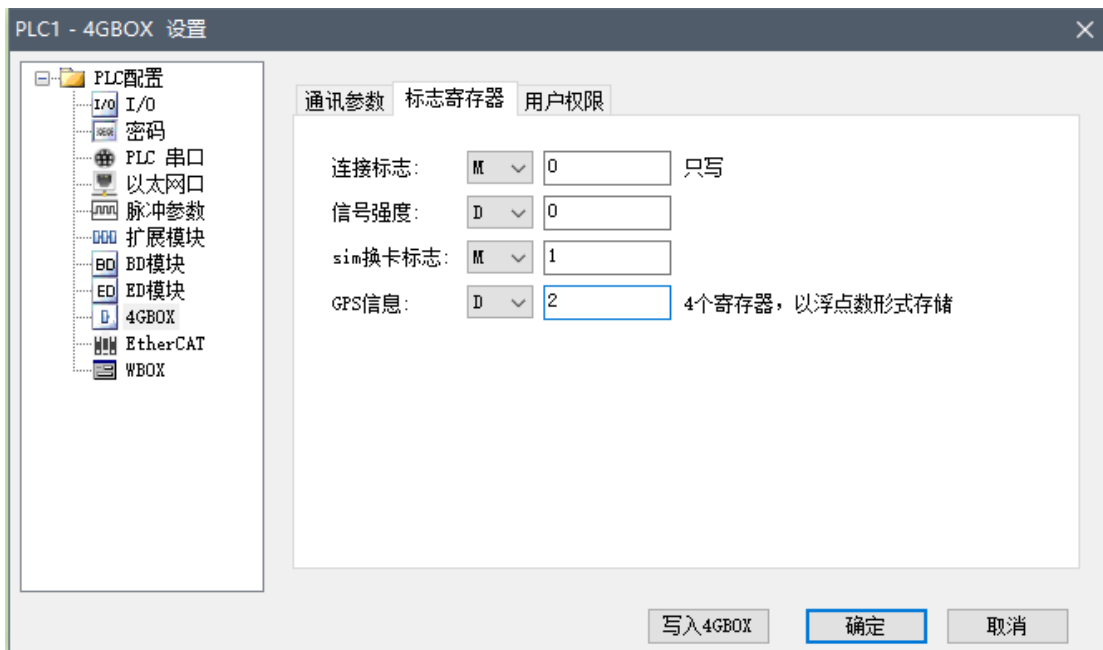 PLC1 - 4GBOX 设置
PLC配置
I/O I/O
密码
PLC 串口
以太网口
脉冲参数
扩展模块
BD BD模块
ED ED模块
D 4GBOX
EtherCAT
WBOX
通讯参数 标志寄存器 用户权限
连接标志: M 0 只写
信号强度: D 0
sim换卡标志: M 1
GPS信息: D 2 4个寄存器，以浮点数形式存储
写入4GBOX 确定 取消